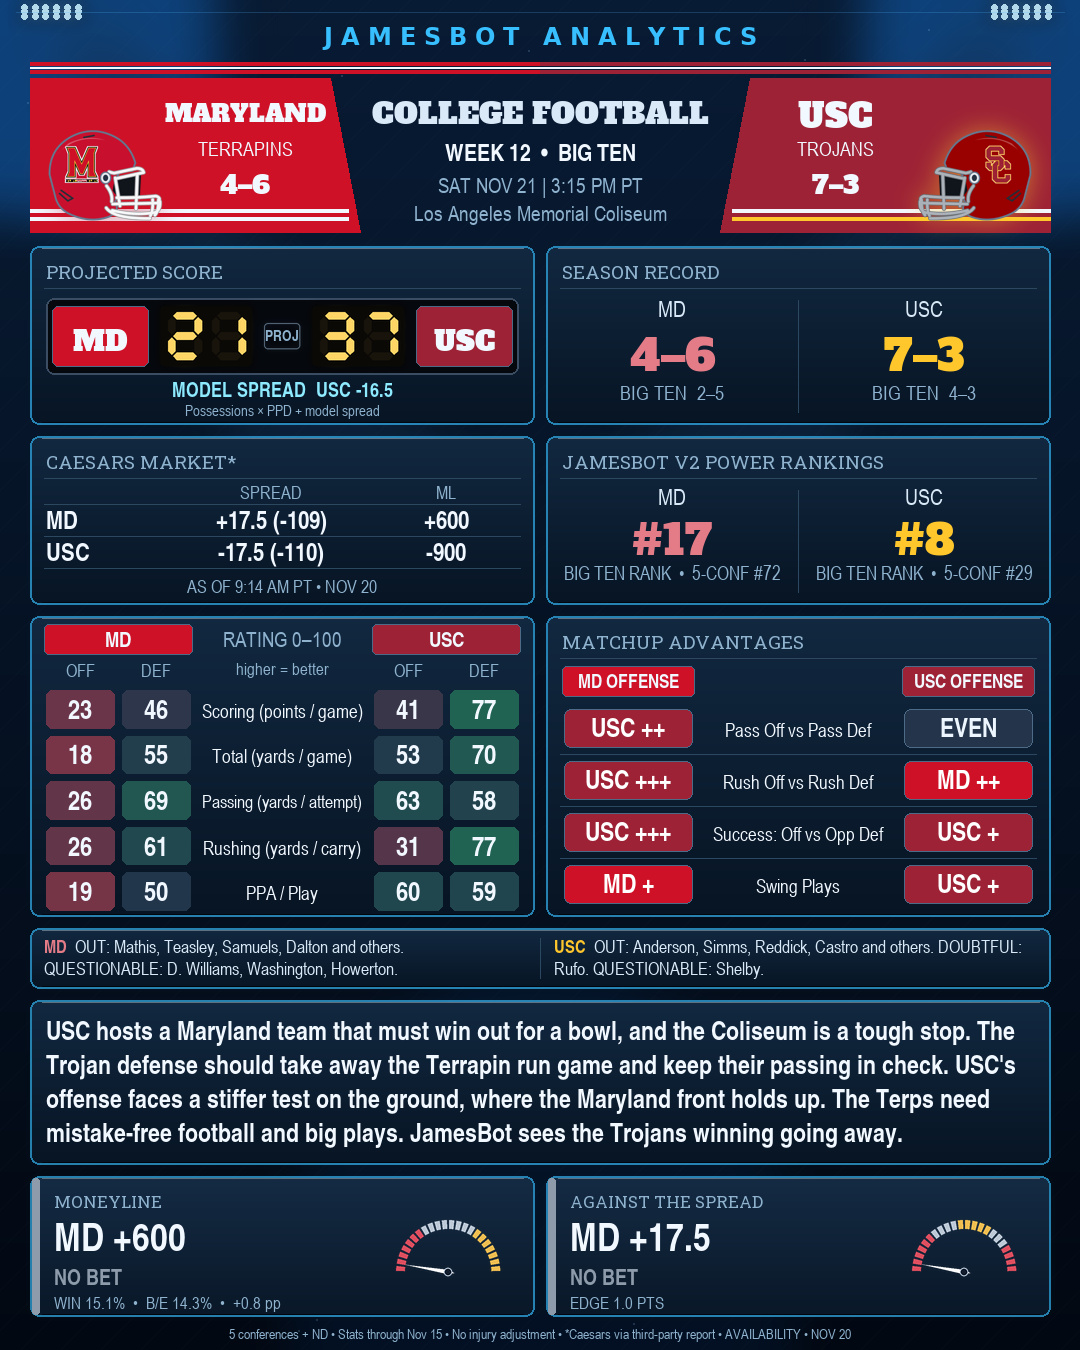 JAMESBOT ANALYTICS
MARYLAND
TERRAPINS
4–6
M
COLLEGE FOOTBALL
WEEK 12 • BIG TEN
SAT NOV 21 | 3:15 PM PT
Los Angeles Memorial Coliseum
USC
TROJANS
7–3
SC
PROJECTED SCORE
MD 21 PROJ 37 USC
MODEL SPREAD USC -16.5
Possessions × PPD + model spread
SEASON RECORD
MD USC
4–6 7–3
BIG TEN 2–5 BIG TEN 4–3
CAESARS MARKET*
SPREAD ML
MD +17.5 (-109) +600
USC -17.5 (-110) -900
AS OF 9:14 AM PT • NOV 20
JAMESBOT V2 POWER RANKINGS
MD USC
#17 #8
BIG TEN RANK • 5-CONF #72 BIG TEN RANK • 5-CONF #29
MD RATING 0–100 USC
OFF DEF higher = better OFF DEF
23 46 Scoring (points / game) 41 77
18 55 Total (yards / game) 53 70
26 69 Passing (yards / attempt) 63 58
26 61 Rushing (yards / carry) 31 77
19 50 PPA / Play 60 59
MATCHUP ADVANTAGES
MD OFFENSE USC OFFENSE
USC ++ Pass Off vs Pass Def EVEN
USC +++ Rush Off vs Rush Def MD ++
USC +++ Success: Off vs Opp Def USC +
MD + Swing Plays USC +
MD OUT: Mathis, Teasley, Samuels, Dalton and others.
QUESTIONABLE: D. Williams, Washington, Howerton.
USC OUT: Anderson, Simms, Reddick, Castro and others. DOUBTFUL:
Rufo. QUESTIONABLE: Shelby.
USC hosts a Maryland team that must win out for a bowl, and the Coliseum is a tough stop. The
Trojan defense should take away the Terrapin run game and keep their passing in check. USC's
offense faces a stiffer test on the ground, where the Maryland front holds up. The Terps need
mistake-free football and big plays. JamesBot sees the Trojans winning going away.
MONEYLINE
MD +600
NO BET
WIN 15.1% • B/E 14.3% • +0.8 pp
AGAINST THE SPREAD
MD +17.5
NO BET
EDGE 1.0 PTS
5 conferences + ND • Stats through Nov 15 • No injury adjustment • *Caesars via third-party report • AVAILABILITY • NOV 20